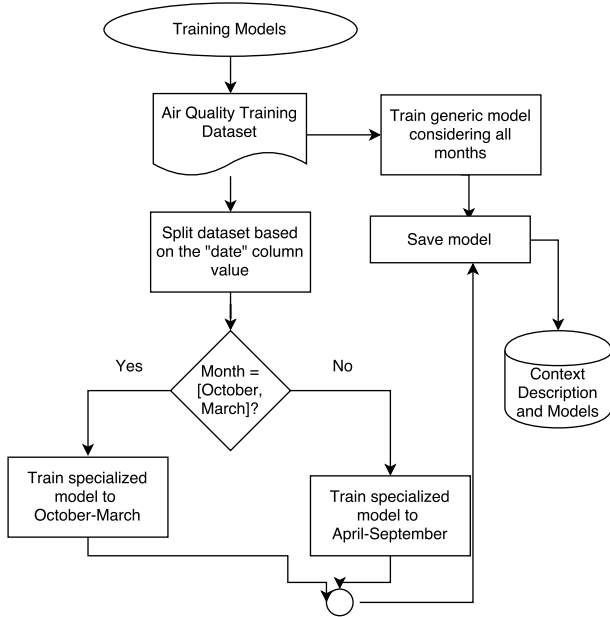 Training Models
Air Quality Training
Dataset
Train generic model
considering all
months
Split dataset based
on the "date" column
value
Save model
Yes
Month =
[October,
March]?
No
Context
Description
and Models
Train specialized
model to
October-March
Train specialized
model to
April-September